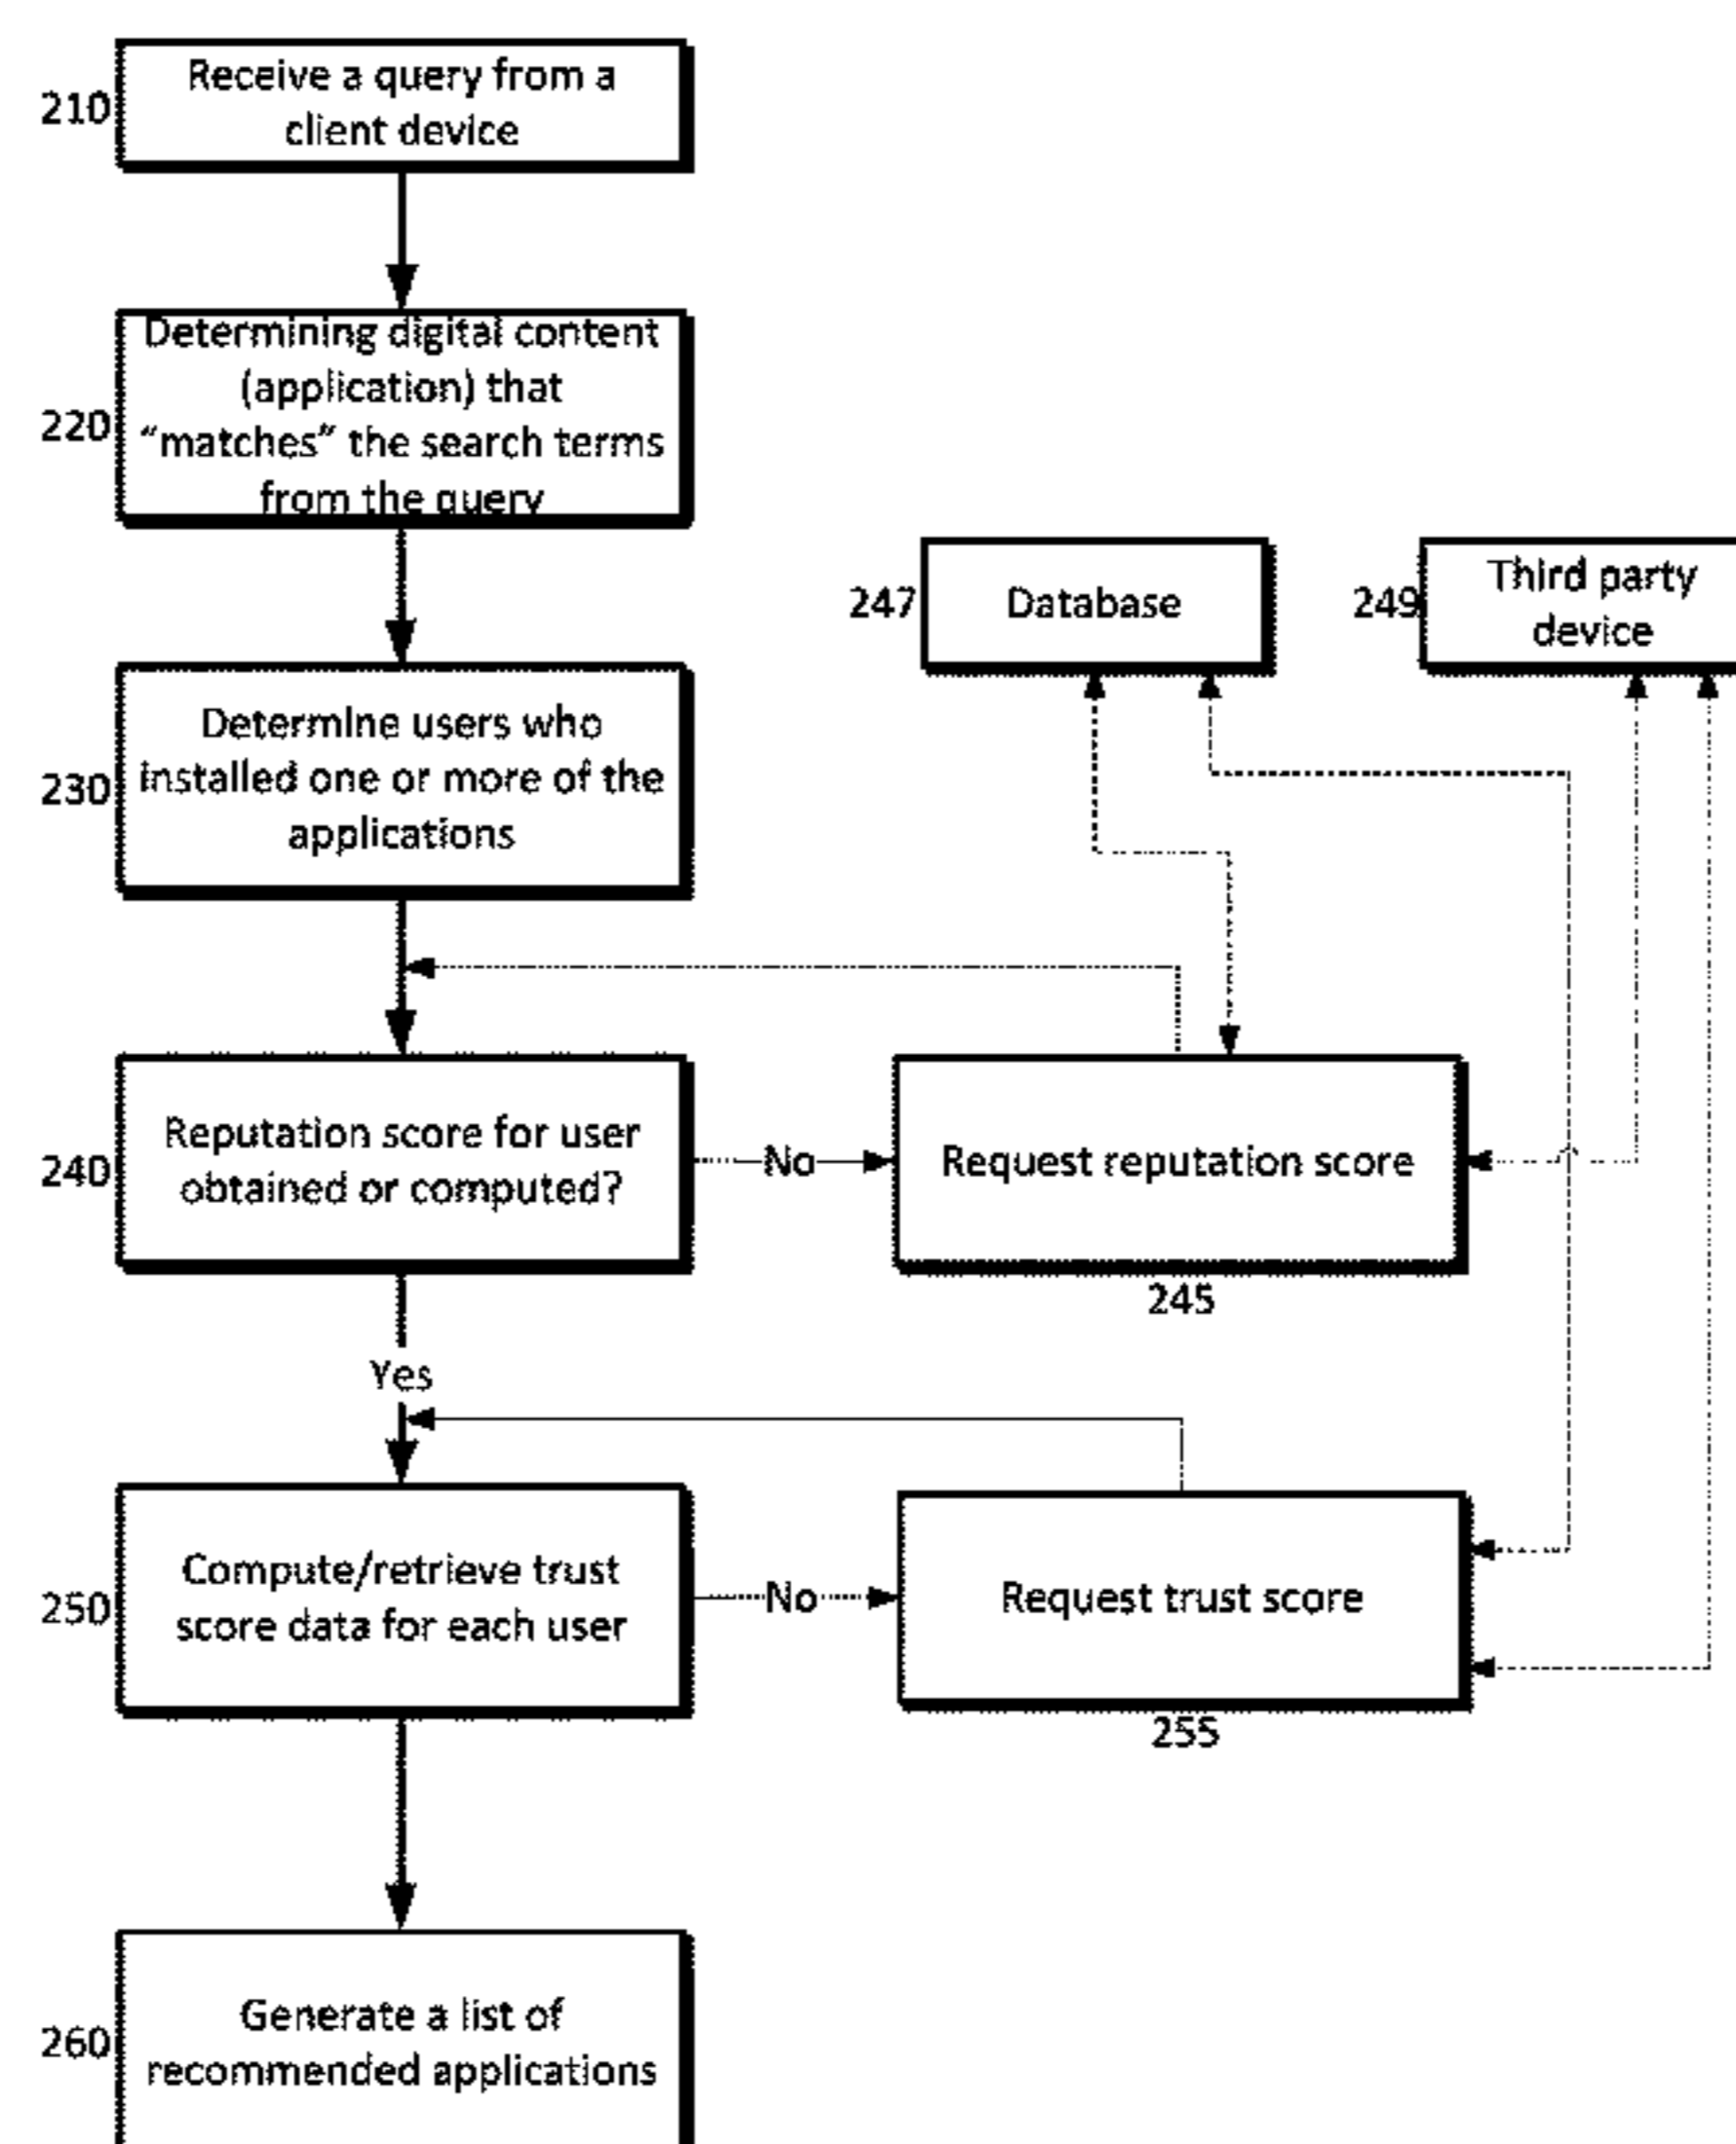 210
Receive a query from a
client device
220
Determining digital content
(application) that
“matches” the search terms
from the query
247
Database
249
Third party
device
230
Determine users who
installed one or more of the
applications
240
Reputation score for user
obtained or computed?
No
Request reputation score
245
Yes
250
Compute/retrieve trust
score data for each user
No
Request trust score
255
260
Generate a list of
recommended applications